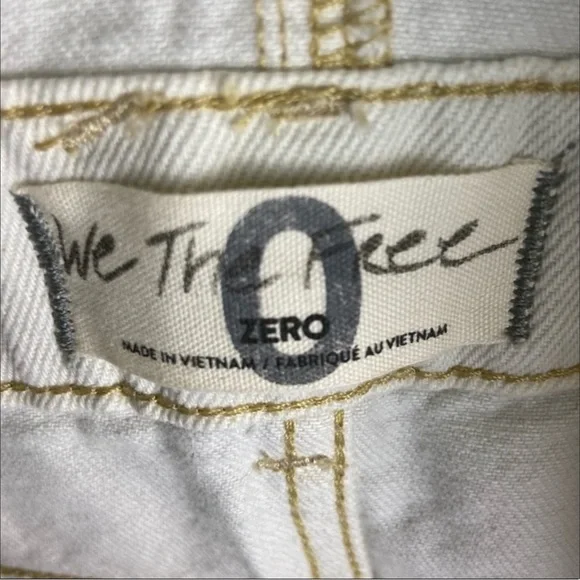 We The Free
0
ZERO
MADE IN VIETNAM / FABRIQUÉ AU VIETNAM